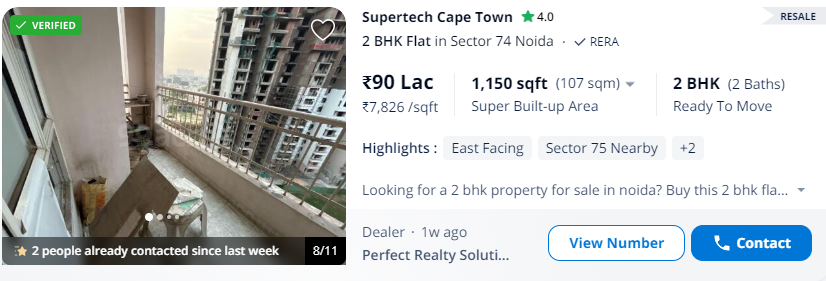 VERIFIED
2 people already contacted since last week
8/11
Supertech Cape Town 4.0
RESALE
2 BHK Flat in Sector 74 Noida · RERA
₹90 Lac
₹7,826 /sqft
1,150 sqft (107 sqm)
Super Built-up Area
2 BHK (2 Baths)
Ready To Move
Highlights : East Facing Sector 75 Nearby +2
Looking for a 2 bhk property for sale in noida? Buy this 2 bhk fla...
Dealer · 1w ago
Perfect Realty Soluti...
View Number
Contact